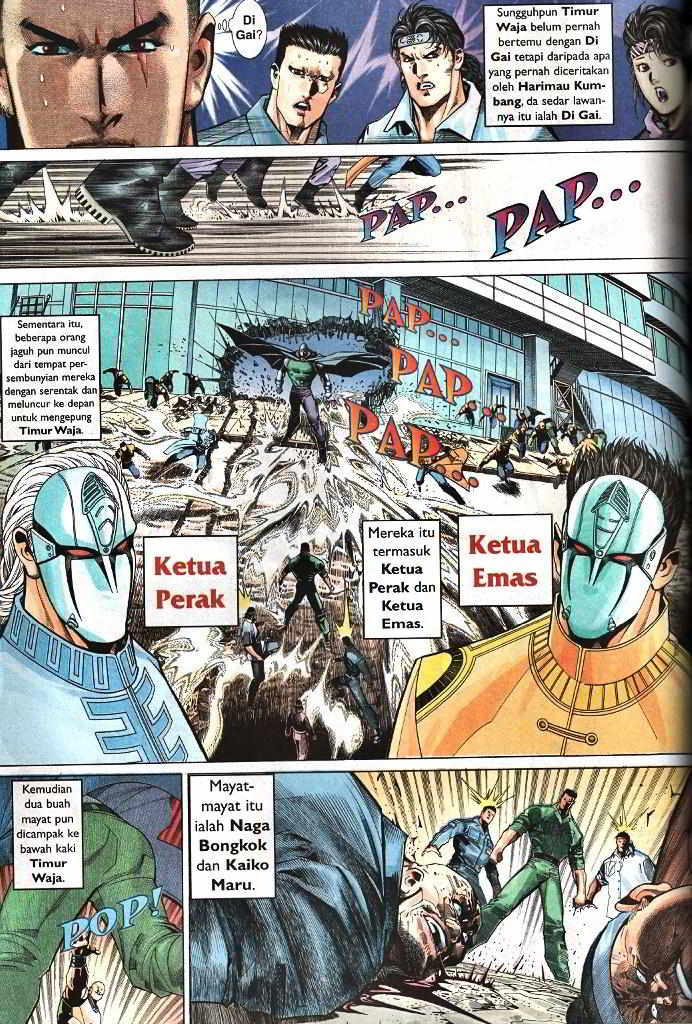 Di
Gai?
Sungguhpun Timur
Waja belum pernah
bertemu dengan Di
Gai tetapi daripada apa
yang pernah diceritakan
oleh Harimau Kum-
bang, da sedar lawan-
nya itu ialah Di Gai.
PAP...
PAP...
Sementara itu,
beberapa orang
jaguh pun muncul
dari tempat per-
sembunyian mereka
dengan serentak dan
meluncur ke depan
untuk mengepung
Timur Waja.
PAP...
PAP...
PAP...
Ketua
Perak
Mereka itu
termasuk
Ketua
Perak dan
Ketua
Emas.
Ketua
Emas
Kemudian
dua buah
mayat pun
dicampak ke
bawah kaki
Timur
Waja.
POP!
Mayat-
mayat itu
ialah Naga
Bongkok
dan Kaiko
Maru.